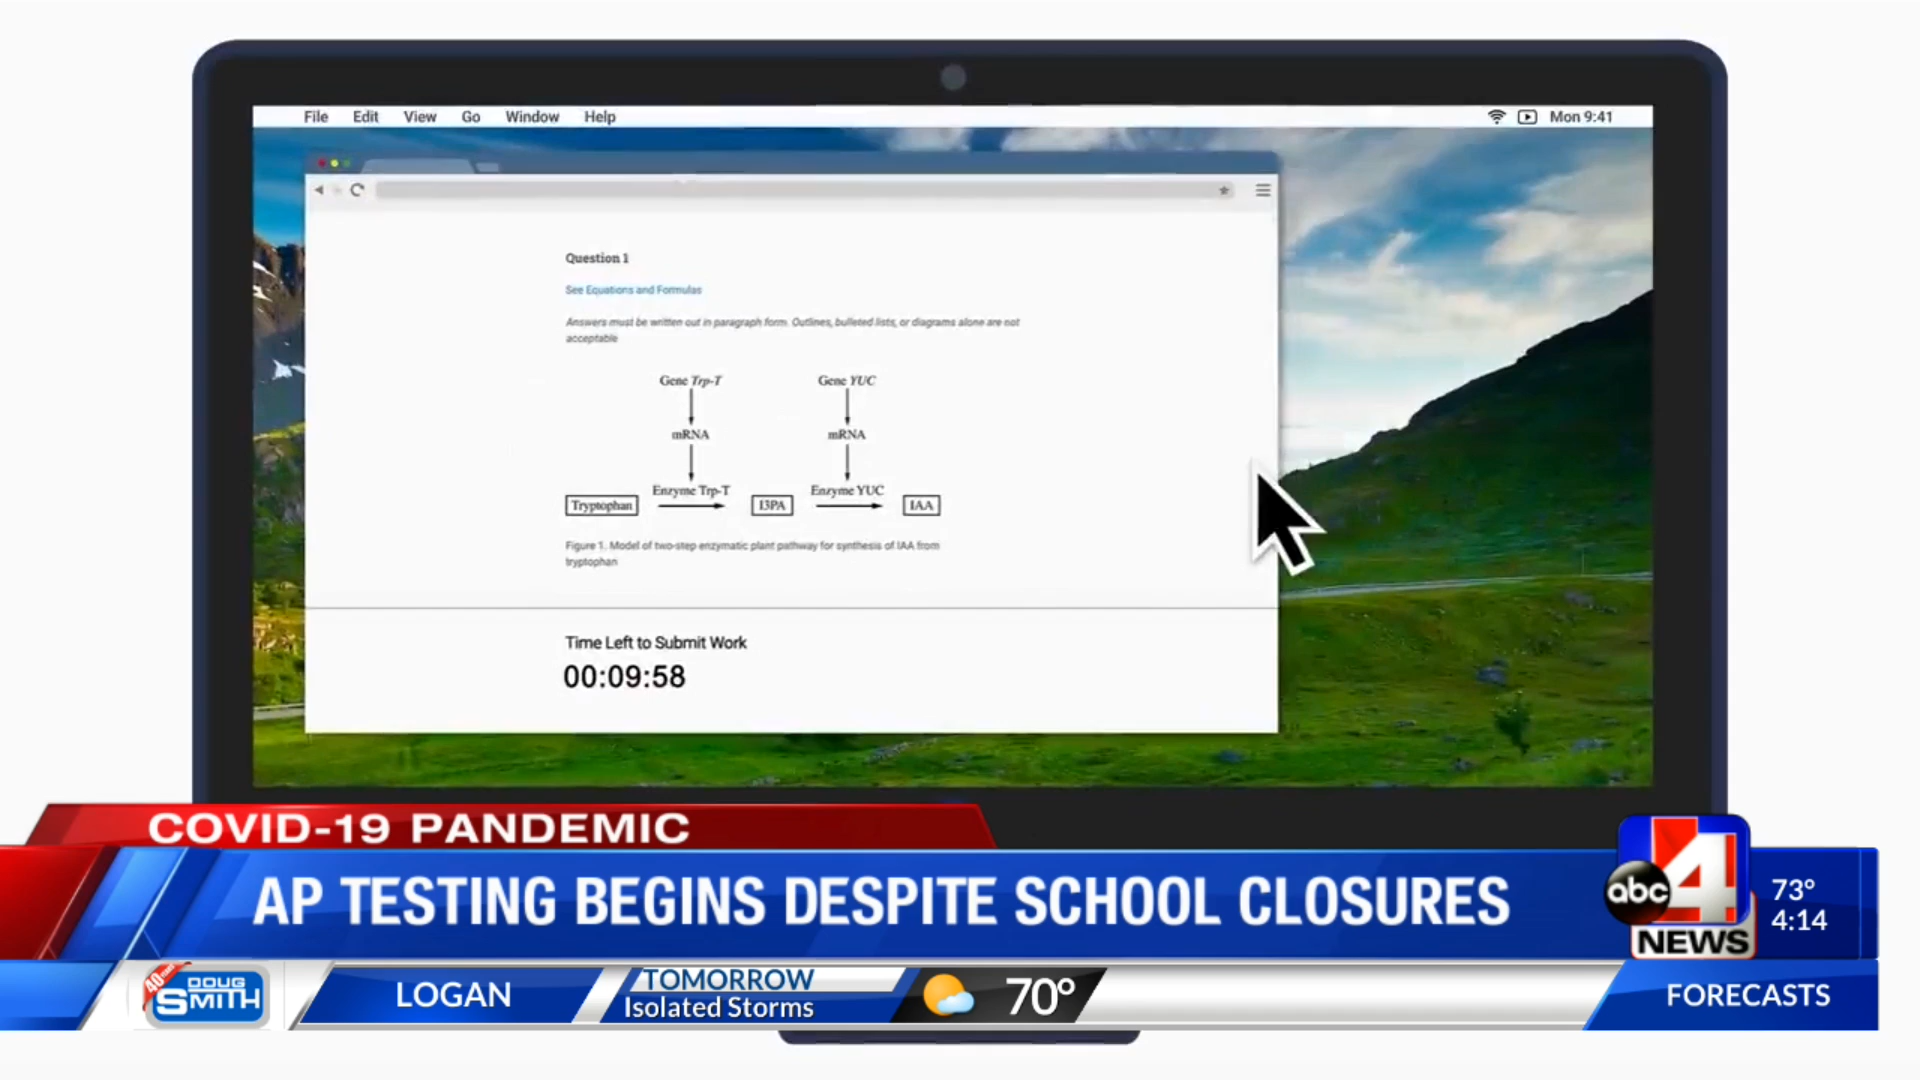 File Edit View Go Window Help Mon 9:41
Question 1
See Equations and Formulas
Answers must be written out in paragraph form. Outlines, bulleted lists, or diagrams alone are not
acceptable
Gene Trp-T Gene YUC
mRNA mRNA
Enzyme Trp-T Enzyme YUC
Tryptophan I3PA IAA
Figure 1. Model of two-step enzymatic plant pathway for synthesis of IAA from
tryptophan
Time Left to Submit Work
00:09:58
COVID-19 PANDEMIC
AP TESTING BEGINS DESPITE SCHOOL CLOSURES
abc 4
NEWS
73°
4:14
40 YEARS
DOUG
SMITH
LOGAN
TOMORROW
Isolated Storms
70°
FORECASTS